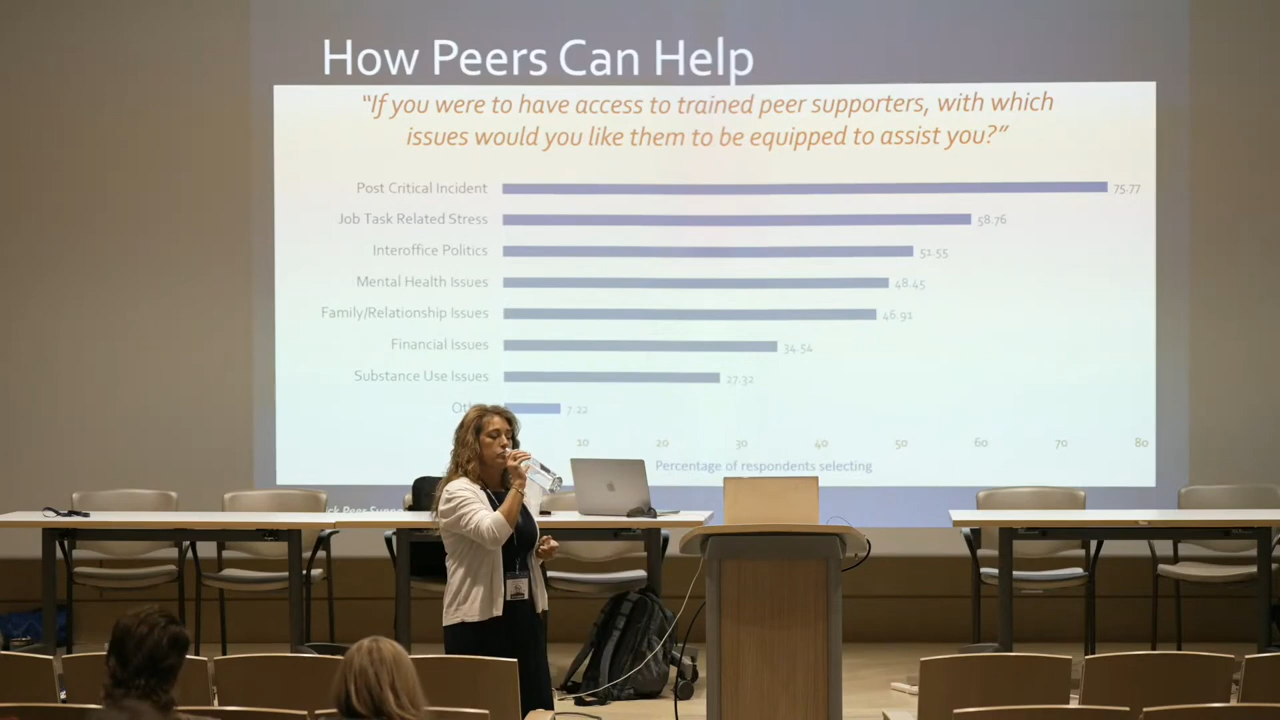 How Peers Can Help
"If you were to have access to trained peer supporters, with which
issues would you like them to be equipped to assist you?"
Post Critical Incident 75.77
Job Task Related Stress 58.76
Interoffice Politics 51.55
Mental Health Issues 48.45
Family/Relationship Issues 46.91
Financial Issues 34.54
Substance Use Issues 27.32
7.22
10 20 30 40 50 60 70 80
Percentage of respondents selecting
Peer